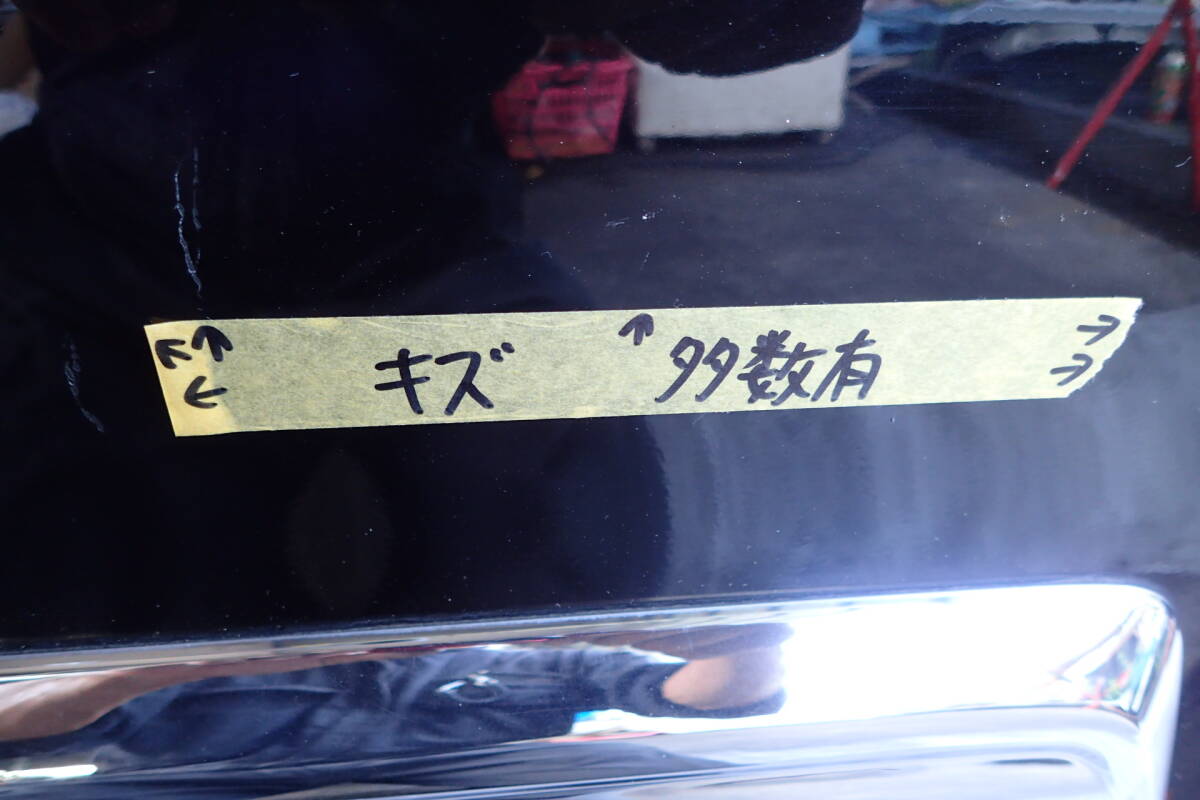 ↖↑ キズ ↑ 多数有 →
← →